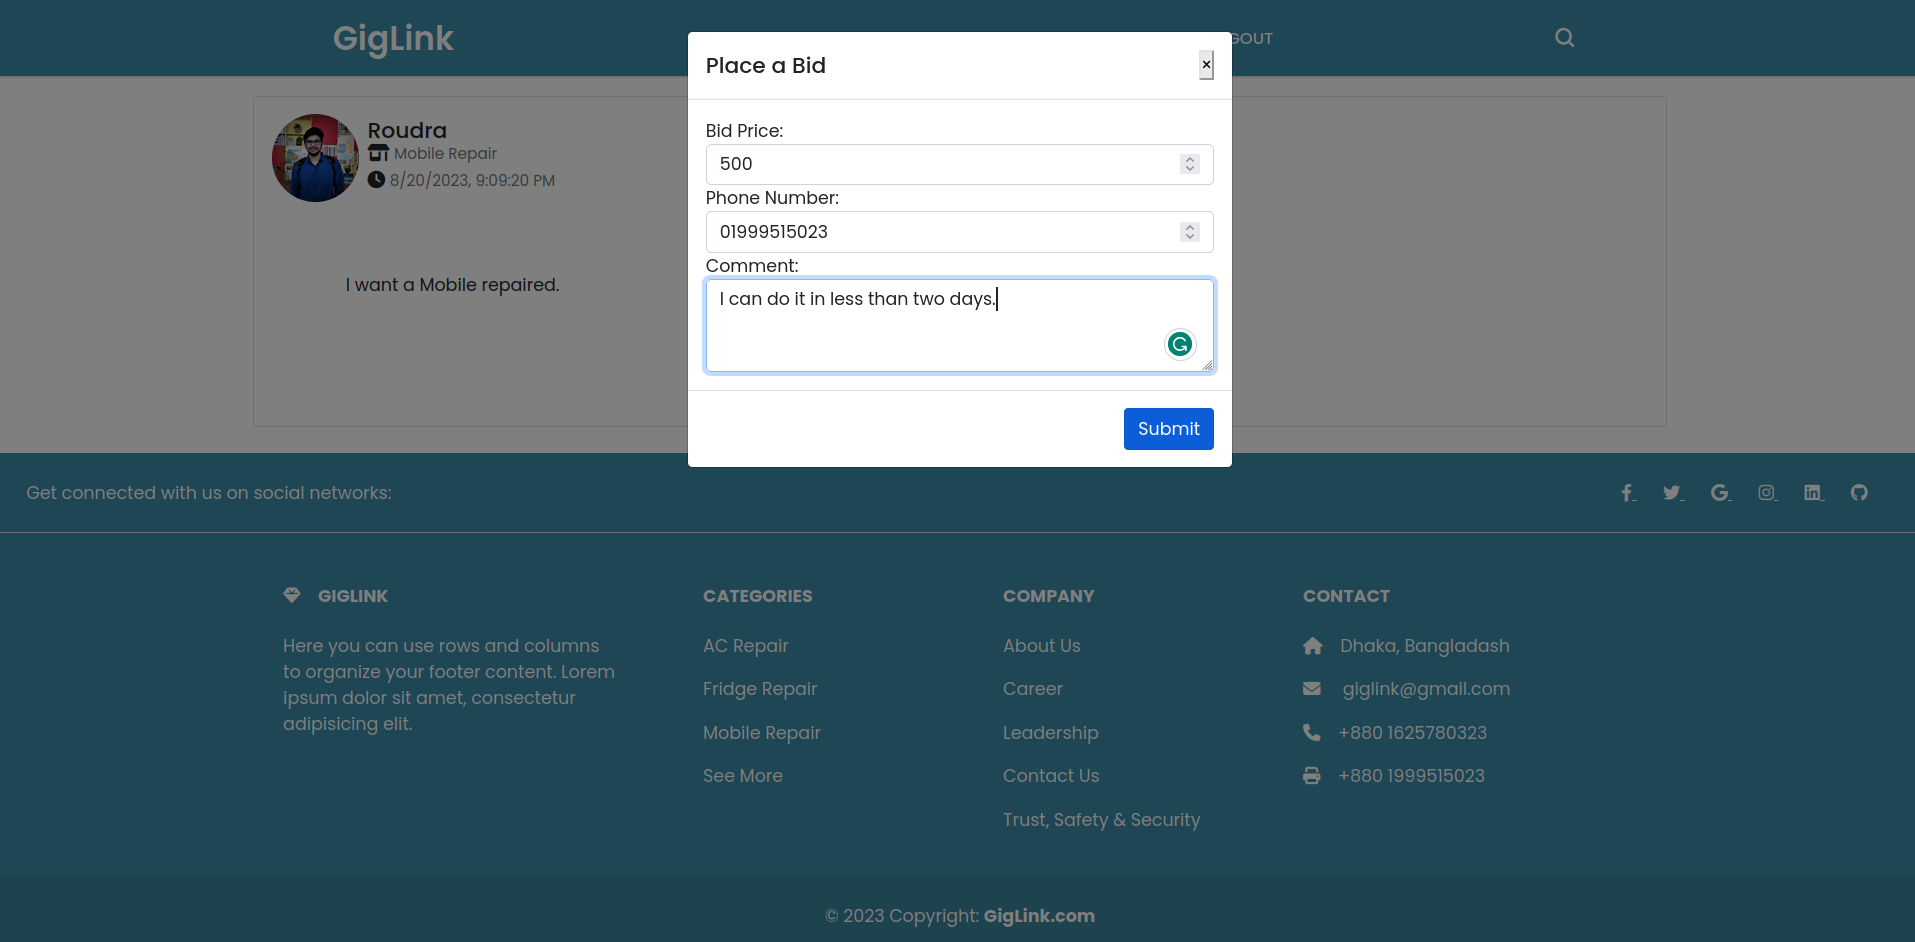 GigLink
Place a Bid
×
Bid Price:
500
Phone Number:
01999515023
Comment:
I can do it in less than two days.
Submit
Roudra
Mobile Repair
8/20/2023, 9:09:20 PM
I want a Mobile repaired.
Get connected with us on social networks:
GIGLINK
Here you can use rows and columns
to organize your footer content. Lorem
ipsum dolor sit amet, consectetur
adipisicing elit.
CATEGORIES
AC Repair
Fridge Repair
Mobile Repair
See More
COMPANY
About Us
Career
Leadership
Contact Us
Trust, Safety & Security
CONTACT
Dhaka, Bangladash
giglink@gmail.com
+880 1625780323
+880 1999515023
© 2023 Copyright: GigLink.com